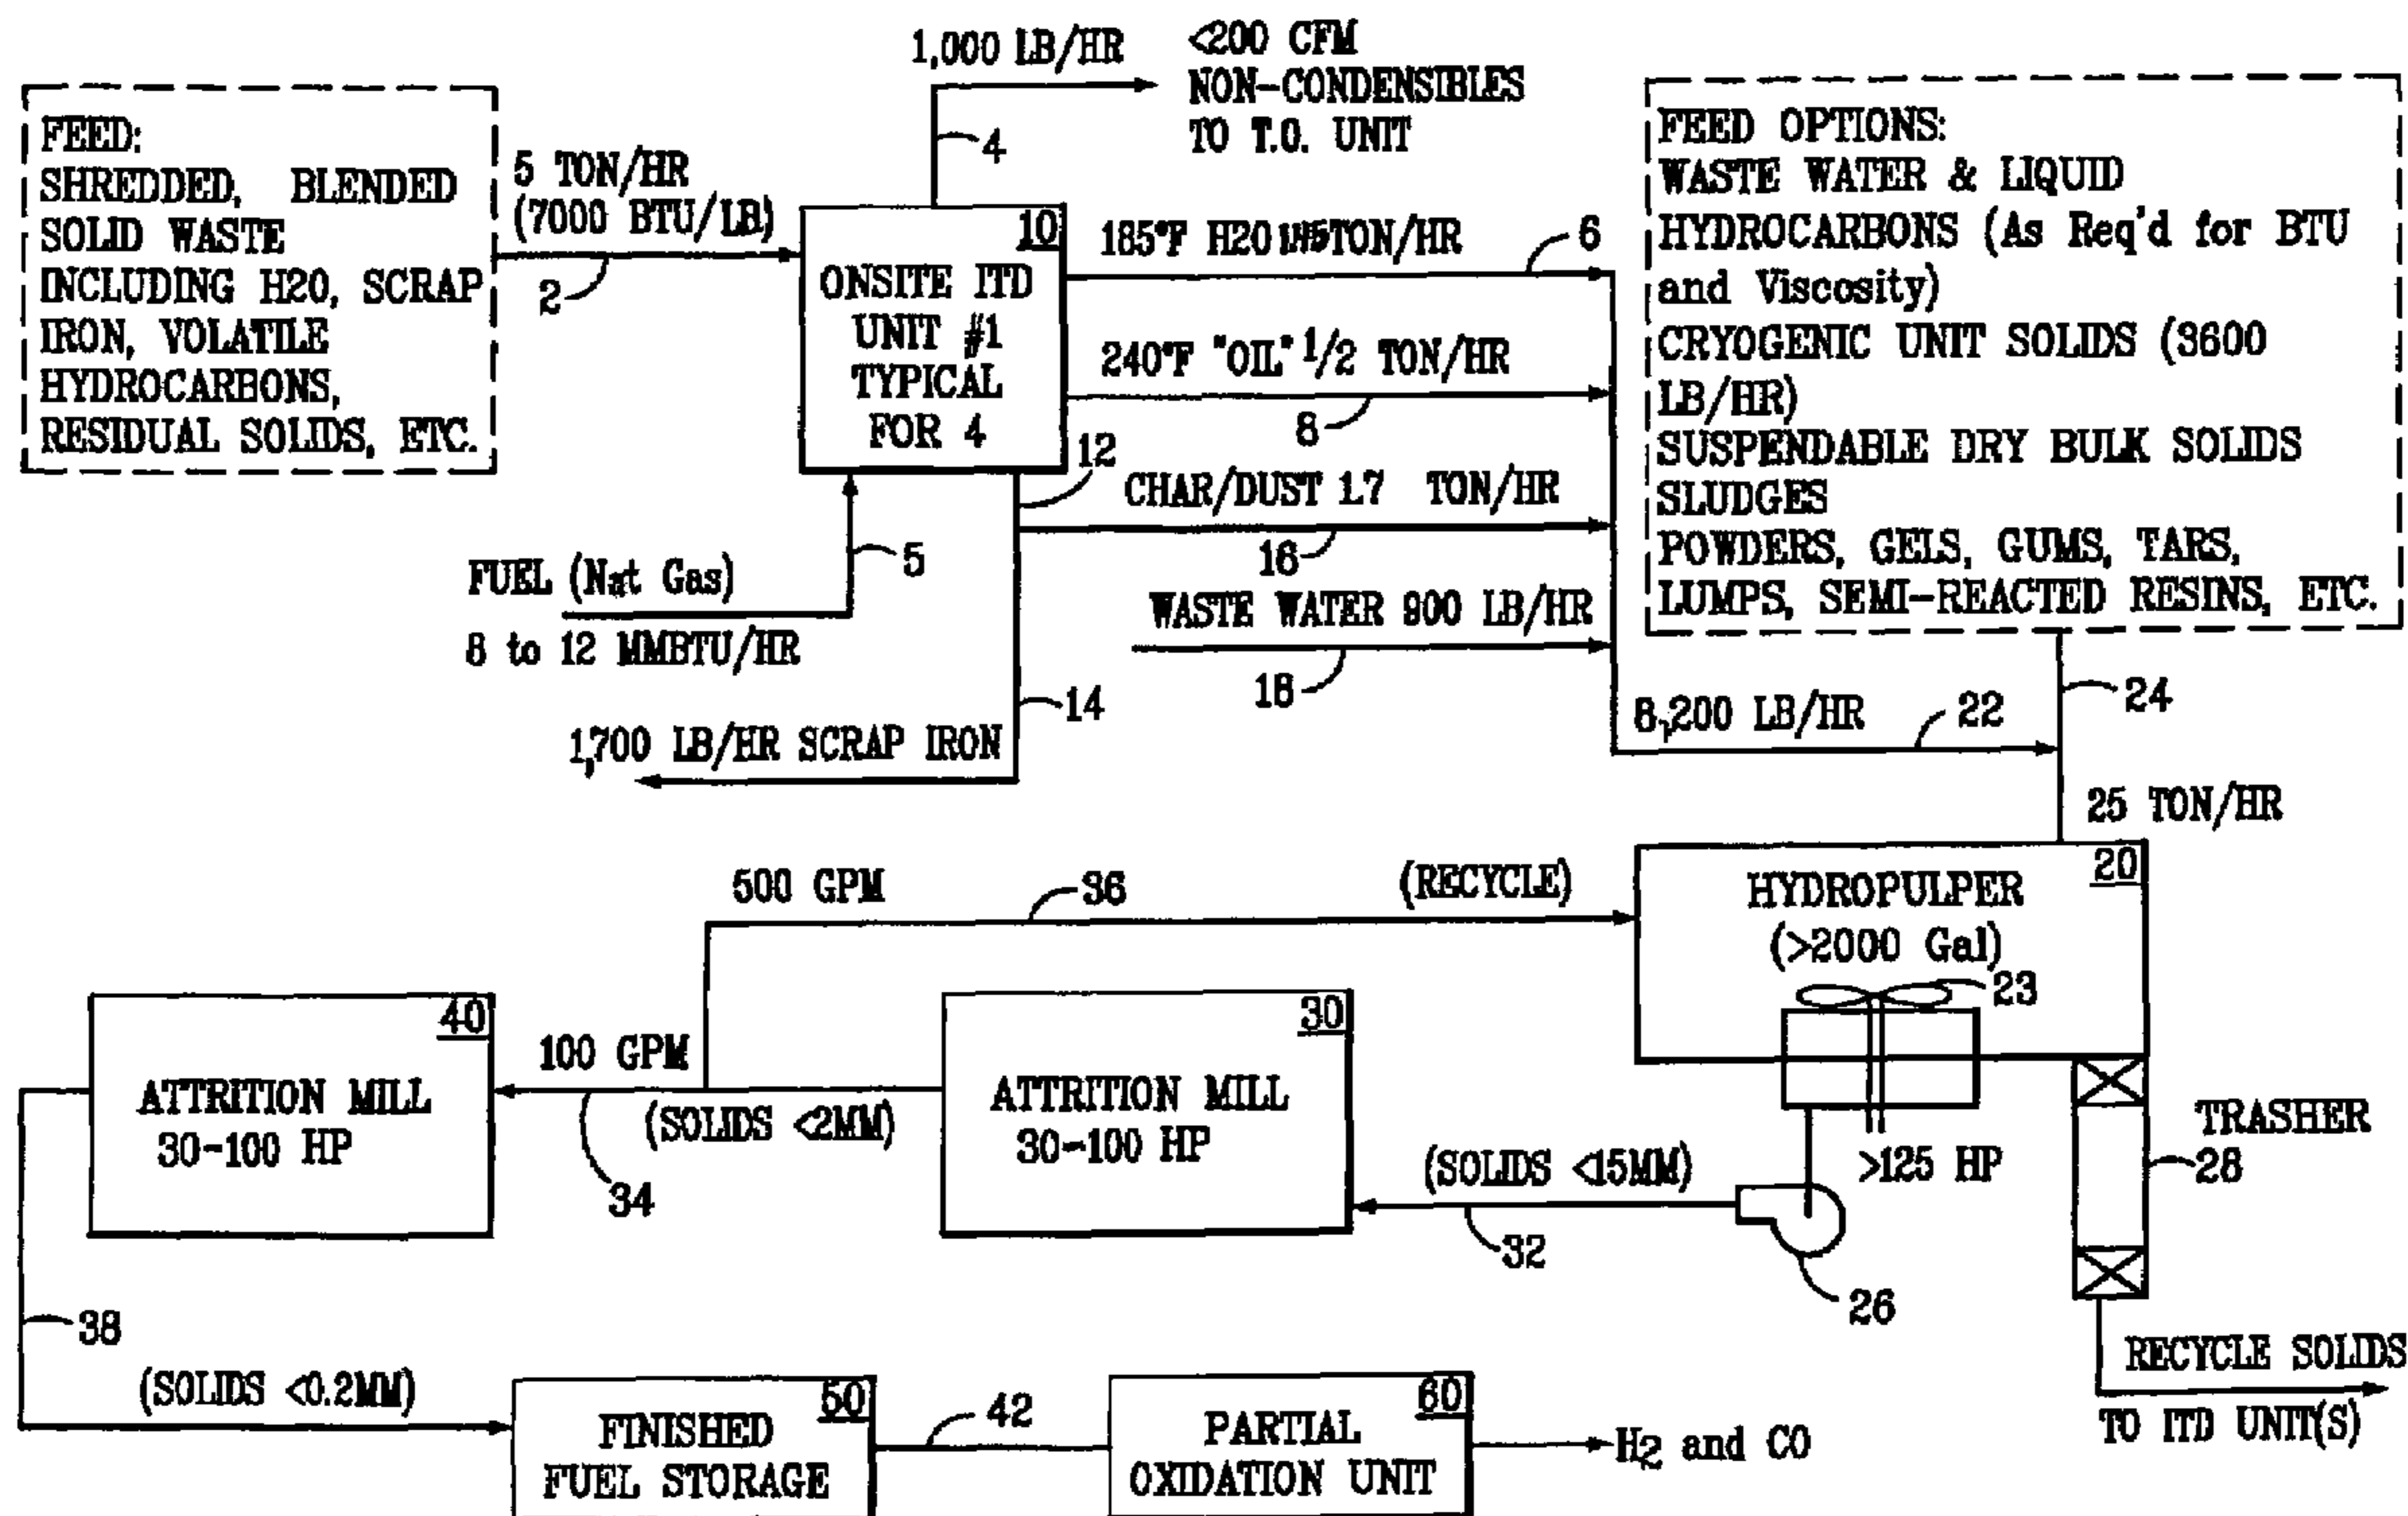 1,000 LB/HR
<200 CFM
NON-CONDENSIBLES
TO T.O. UNIT
4
FEED:
SHREDDED, BLENDED
SOLID WASTE
INCLUDING H20, SCRAP
IRON, VOLATILE
HYDROCARBONS,
RESIDUAL SOLIDS, ETC.
5 TON/HR
(7000 BTU/LB)
2
10
ONSITE ITD
UNIT #1
TYPICAL
FOR 4
185°F H20 TON/HR
6
240°F "OIL" 1/2 TON/HR
8
12
CHAR/DUST 1.7 TON/HR
16
WASTE WATER 900 LB/HR
18
FUEL (Nat Gas)
8 to 12 MMBTU/HR
5
14
1,700 LB/HR SCRAP IRON
FEED OPTIONS:
WASTE WATER & LIQUID
HYDROCARBONS (As Req'd for BTU
and Viscosity)
CRYOGENIC UNIT SOLIDS (3600
LB/HR)
SUSPENDABLE DRY BULK SOLIDS
SLUDGES
POWDERS, GELS, GUMS, TARS,
LUMPS, SEMI-REACTED RESINS, ETC.
8,200 LB/HR
22
24
25 TON/HR
20
HYDROPULPER
(>2000 Gal)
23
>125 HP
TRASHER
28
RECYCLE SOLIDS
TO ITD UNIT(S)
500 GPM
36
(RECYCLE)
40
ATTRITION MILL
30-100 HP
100 GPM
34
(SOLIDS <2MM)
30
ATTRITION MILL
30-100 HP
(SOLIDS <15MM)
32
26
38
(SOLIDS <0.2MM)
50
FINISHED
FUEL STORAGE
42
60
PARTIAL
OXIDATION UNIT
H2 and CO